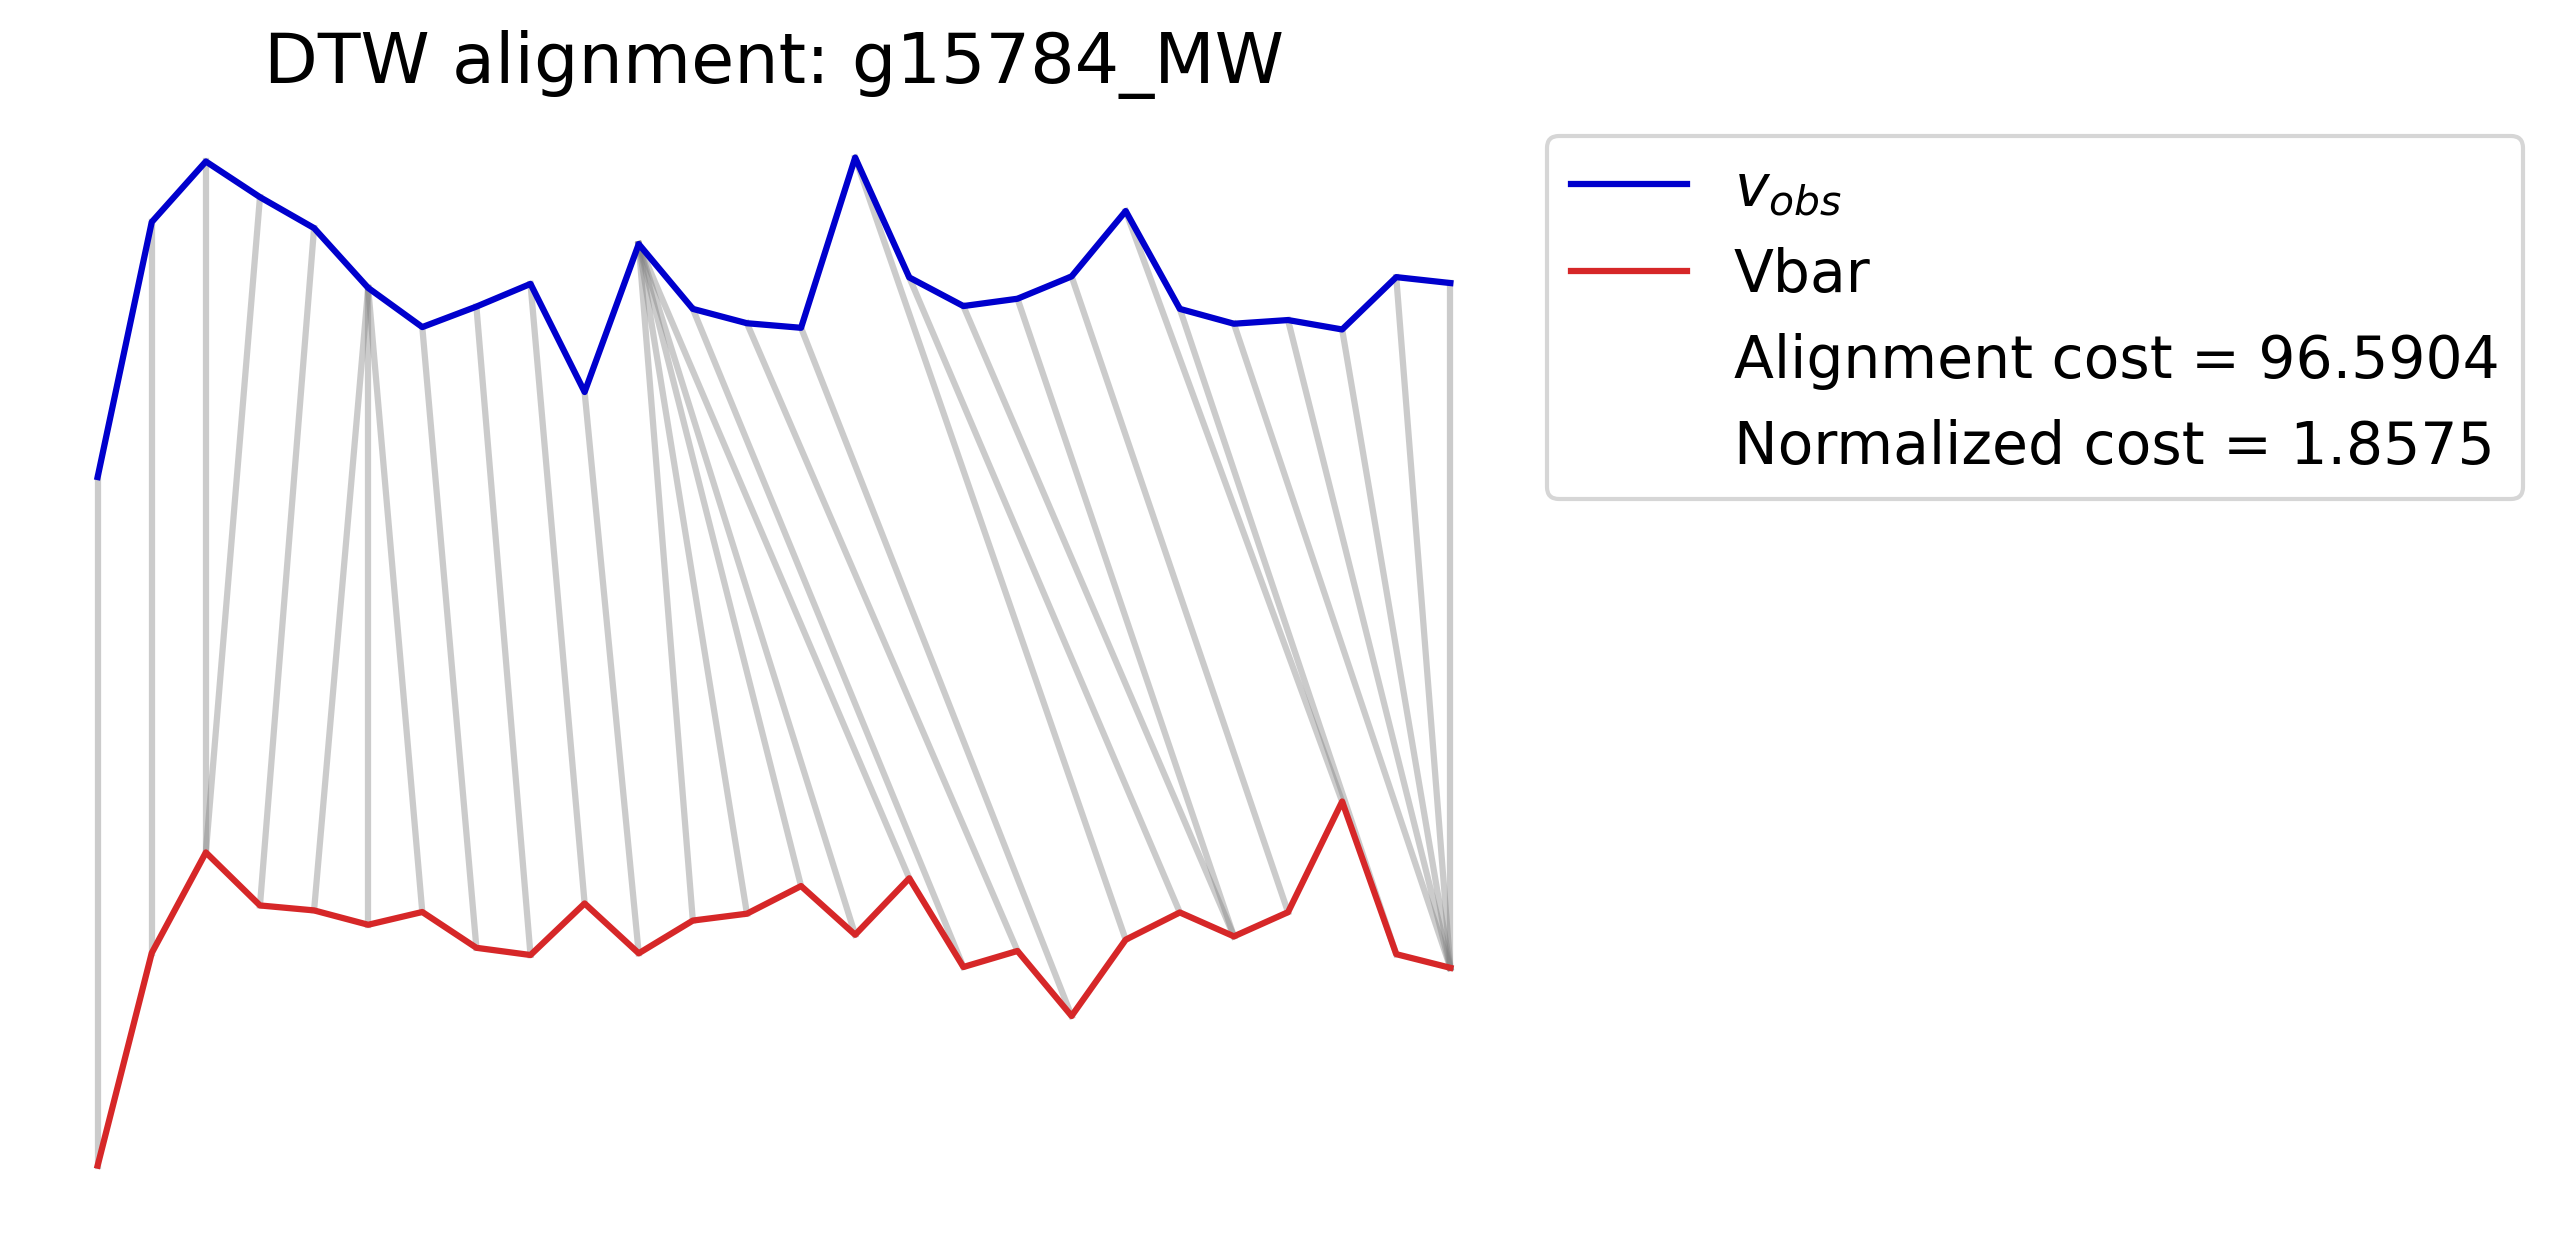 DTW alignment: g15784_MW
v_obs
Vbar
Alignment cost = 96.5904
Normalized cost = 1.8575